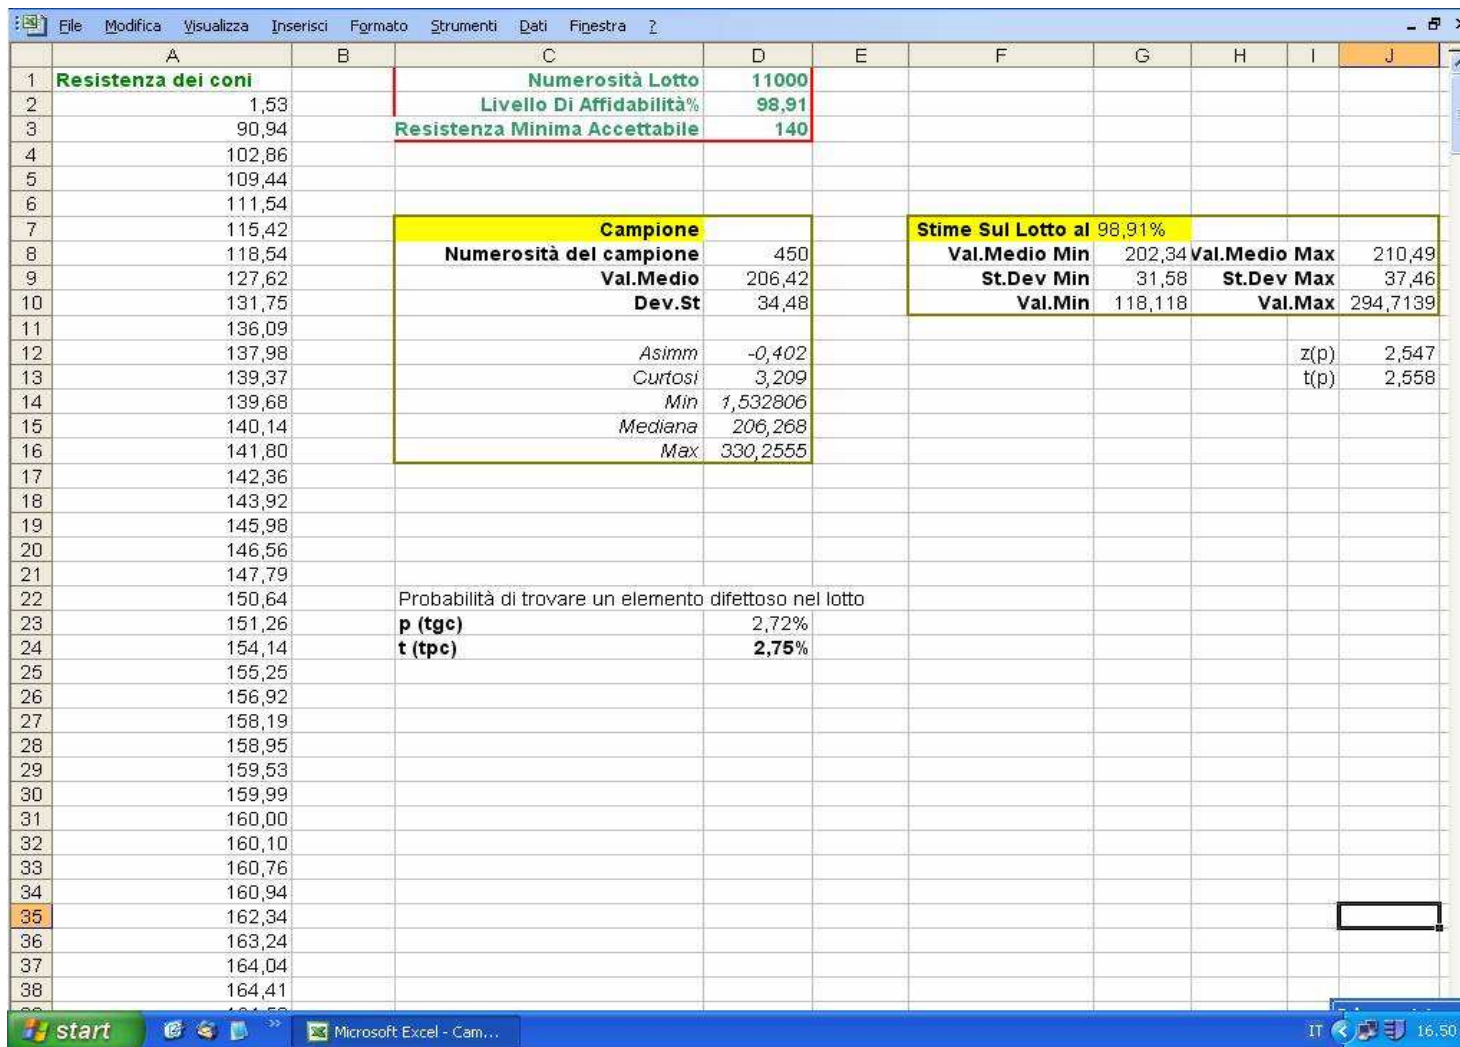 File Modifica Visualizza Inserisci Formato Strumenti Dati Finestra ?
A B C D E F G H I J
1 Resistenza dei coni Numerosità Lotto 11000
2 1,53 Livello Di Affidabilità% 98,91
3 90,94 Resistenza Minima Accettabile 140
4 102,86
5 109,44
6 111,54
7 115,42 Campione Stime Sul Lotto al 98,91%
8 118,54 Numerosità del campione 450 Val.Medio Min 202,34 Val.Medio Max 210,49
9 127,62 Val.Medio 206,42 St.Dev Min 31,58 St.Dev Max 37,46
10 131,75 Dev.St 34,48 Val.Min 118,118 Val.Max 294,7139
11 136,09
12 137,98 Asimm -0,402 z(p) 2,547
13 139,37 Curtosi 3,209 t(p) 2,558
14 139,68 Min 1,532806
15 140,14 Mediana 206,268
16 141,80 Max 330,2555
17 142,36
18 143,92
19 145,98
20 146,56
21 147,79
22 150,64 Probabilità di trovare un elemento difettoso nel lotto
23 151,26 p (tgc) 2,72%
24 154,14 t (tpc) 2,75%
25 155,25
26 156,92
27 158,19
28 158,95
29 159,53
30 159,99
31 160,00
32 160,10
33 160,76
34 160,94
35 162,34
36 163,24
37 164,04
38 164,41
start Microsoft Excel - Cam... IT 16.50